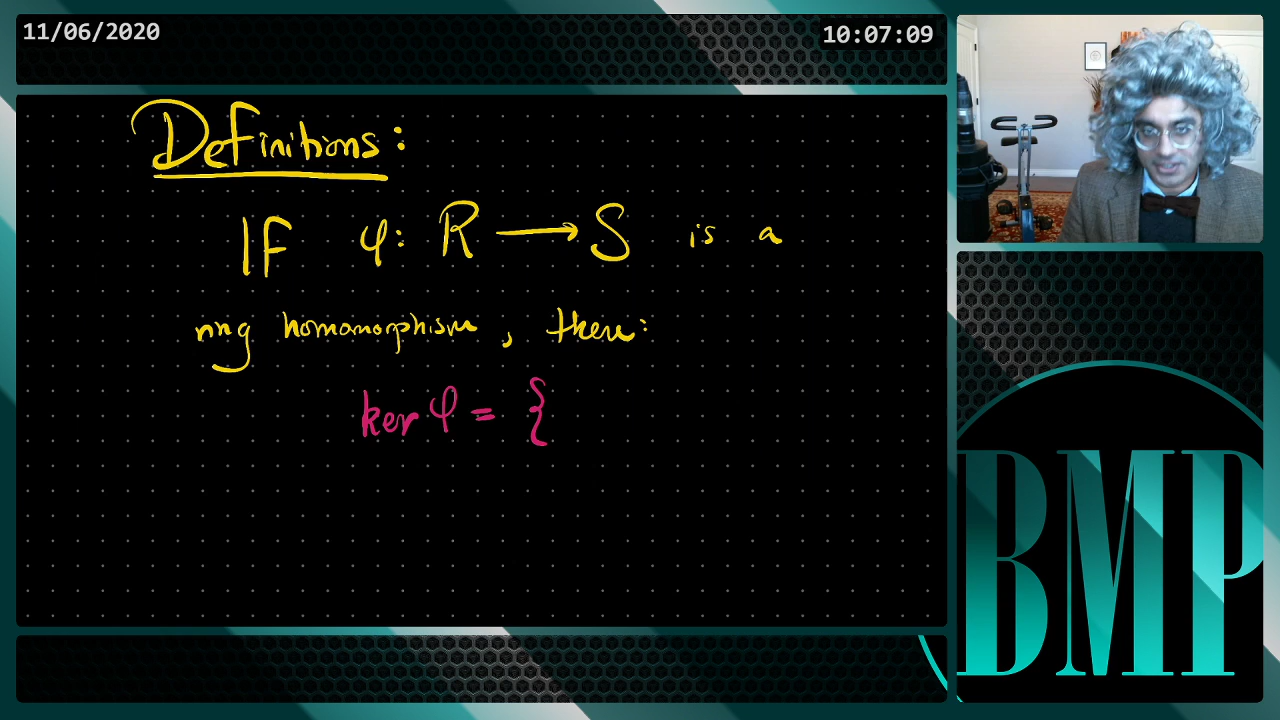 11/06/2020
10:07:09
Definitions:
IF φ: R → S is a
ring homomorphism, then:
ker φ = {
BMP